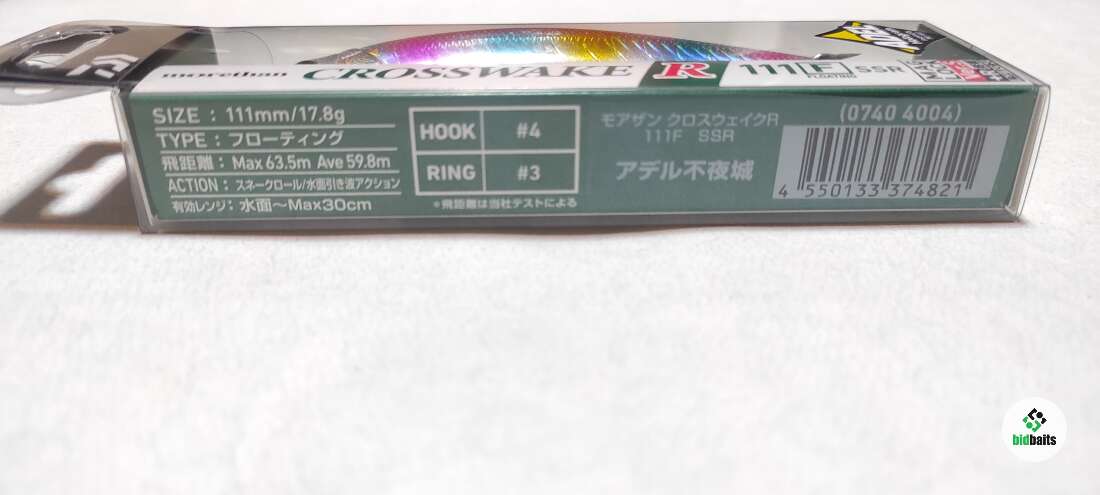 morethan CROSSWAKE R 111F SSR
FLOATING
SIZE : 111mm/17.8g
TYPE : フローティング
飛距離 : Max 63.5m Ave 59.8m
ACTION : スネークロール/水面引き波アクション
有効レンジ : 水面〜Max30cm
HOOK #4
RING #3
*飛距離は当社テストによる
モアザン クロスウェイクR
111F SSR
アデル不夜城
(0740 4004)
4 550133 374821
bidbaits